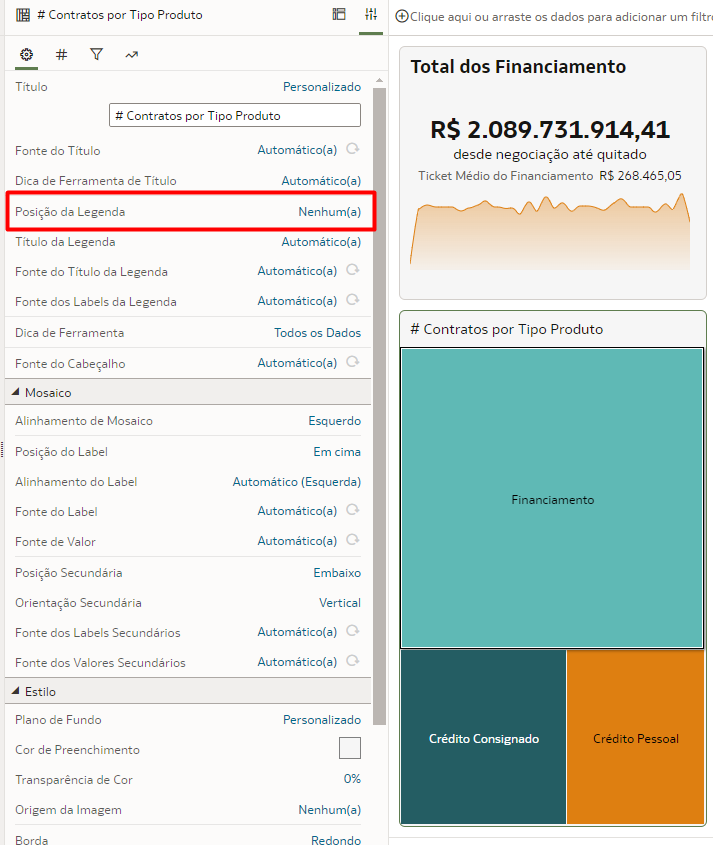 # Contratos por Tipo Produto
#
Título Personalizado
# Contratos por Tipo Produto
Fonte do Título Automático(a)
Dica de Ferramenta de Título Automático(a)
Posição da Legenda Nenhum(a)
Título da Legenda Automático(a)
Fonte do Título da Legenda Automático(a)
Fonte dos Labels da Legenda Automático(a)
Dica de Ferramenta Todos os Dados
Fonte do Cabeçalho Automático(a)
Mosaico
Alinhamento de Mosaico Esquerdo
Posição do Label Em cima
Alinhamento do Label Automático (Esquerda)
Fonte do Label Automático(a)
Fonte de Valor Automático(a)
Posição Secundária Embaixo
Orientação Secundária Vertical
Fonte dos Labels Secundários Automático(a)
Fonte dos Valores Secundários Automático(a)
Estilo
Plano de Fundo Personalizado
Cor de Preenchimento
Transparência de Cor 0%
Origem da Imagem Nenhum(a)
Borda Redondo
Clique aqui ou arraste os dados para adicionar um filtro
Total dos Financiamento
R$ 2.089.731.914,41
desde negociação até quitado
Ticket Médio do Financiamento R$ 268.465,05
# Contratos por Tipo Produto
Financiamento
Crédito Consignado
Crédito Pessoal